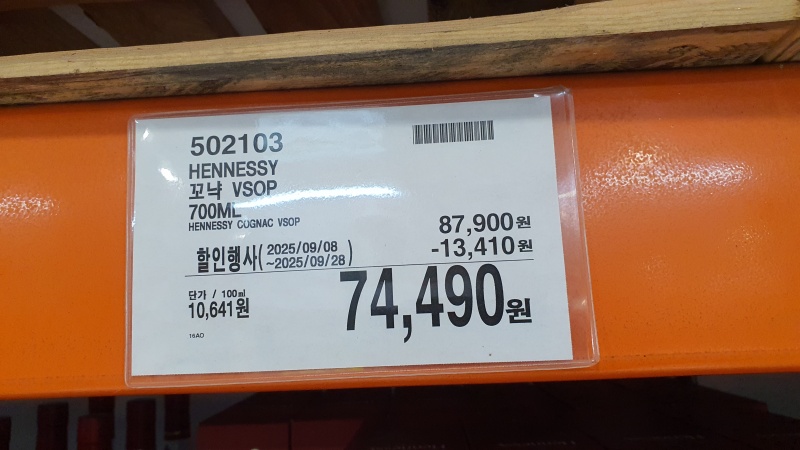 502103
HENNESSY
꼬냑 VSOP
700ML
HENNESSY COGNAC VSOP
87,900원
할인행사(2025/09/08 ~2025/09/28) -13,410원
단가 / 100ml
10,641원
74,490원
16AO